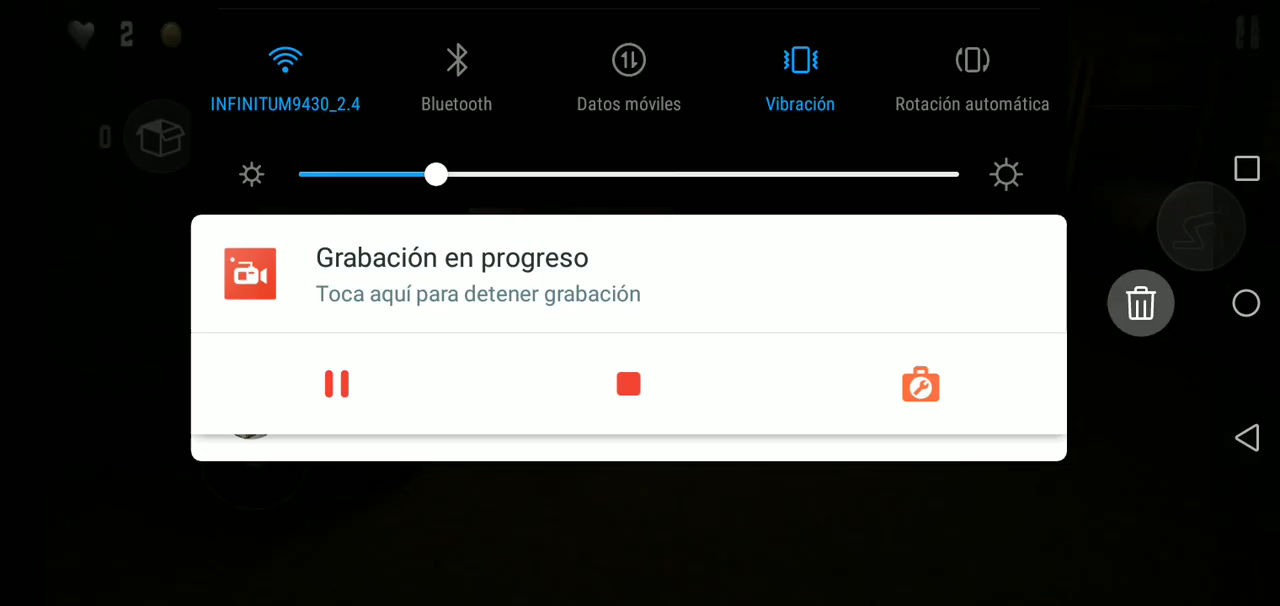 2
INFINITUM9430_2.4
Bluetooth
Datos móviles
Vibración
Rotación automática
0
Grabación en progreso
Toca aquí para detener grabación